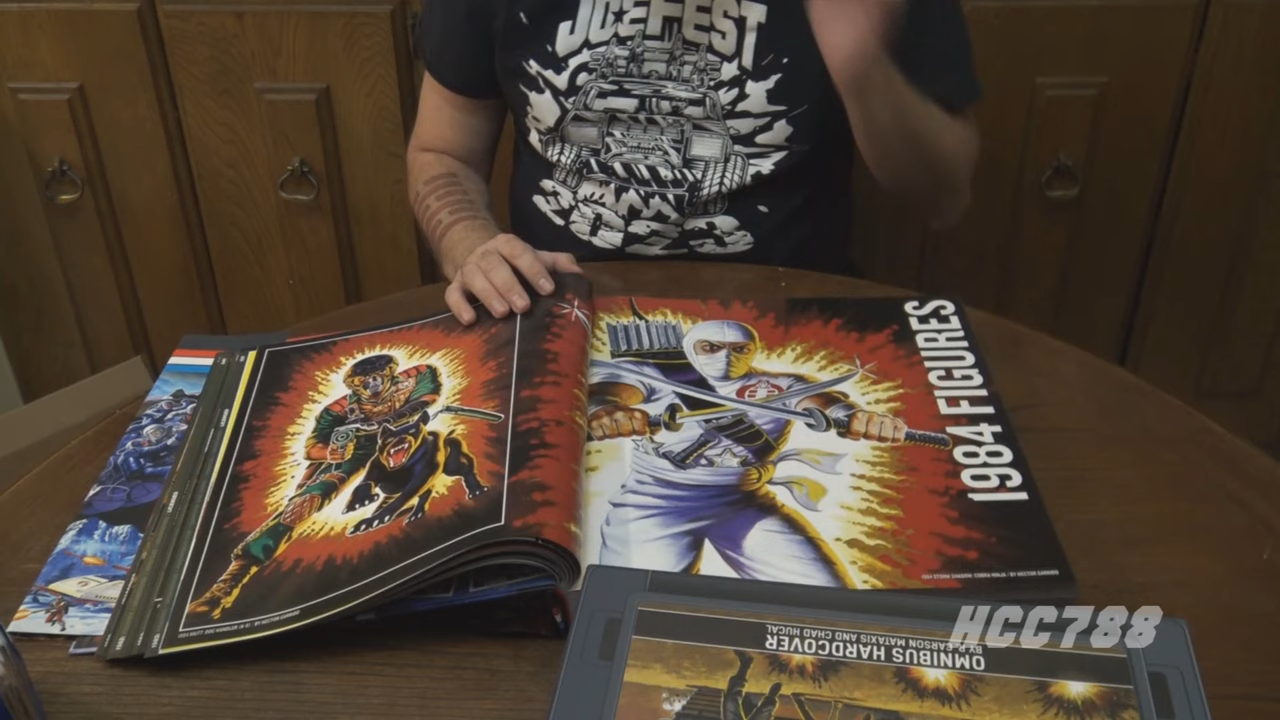 JOEFEST
2023
1984 FIGURES
HCC788
OMNIBUS HARDCOVER
BY P. CARSON MATAXIS AND CHAD HUCAL